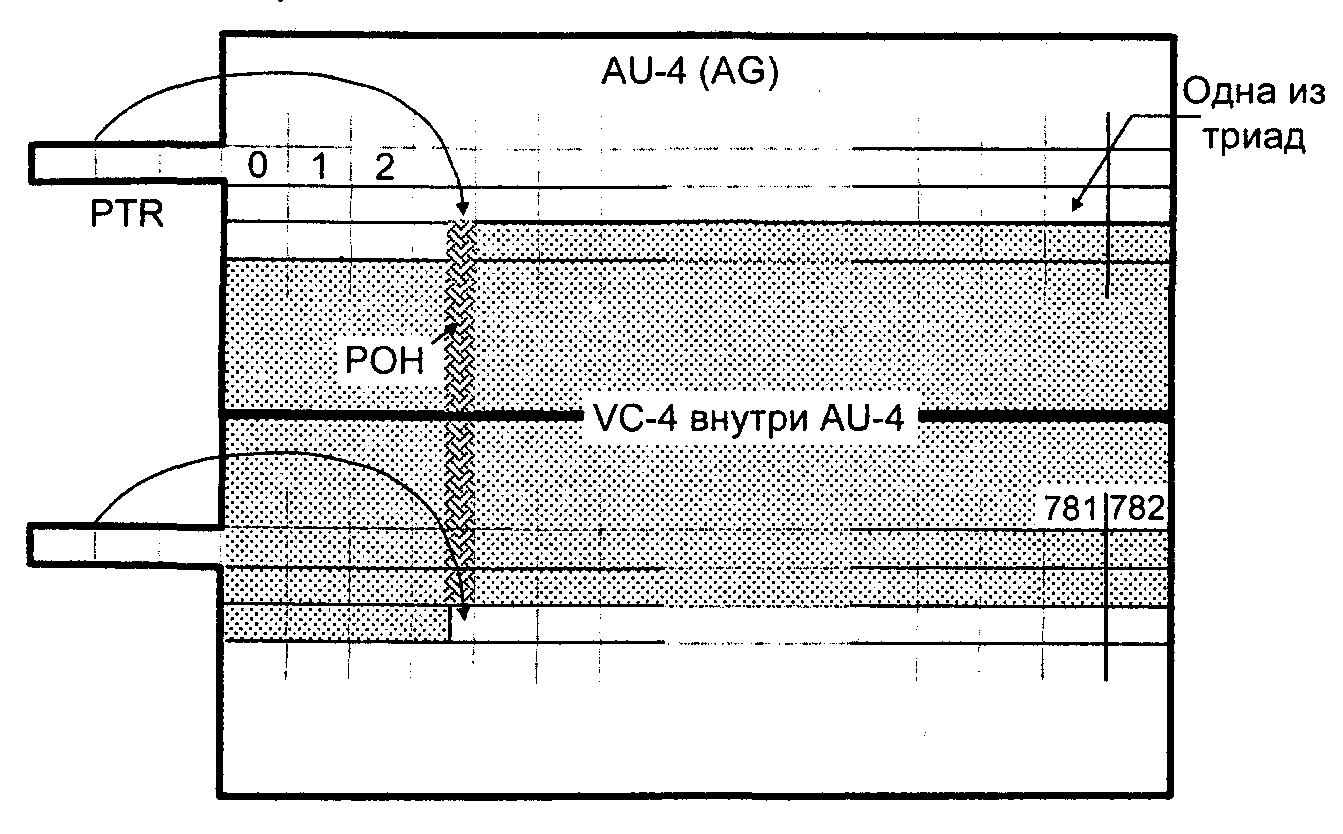 AU-4 (AG)
Одна из
триад
0 1 2
PTR
POH
VC-4 внутри AU-4
781 782